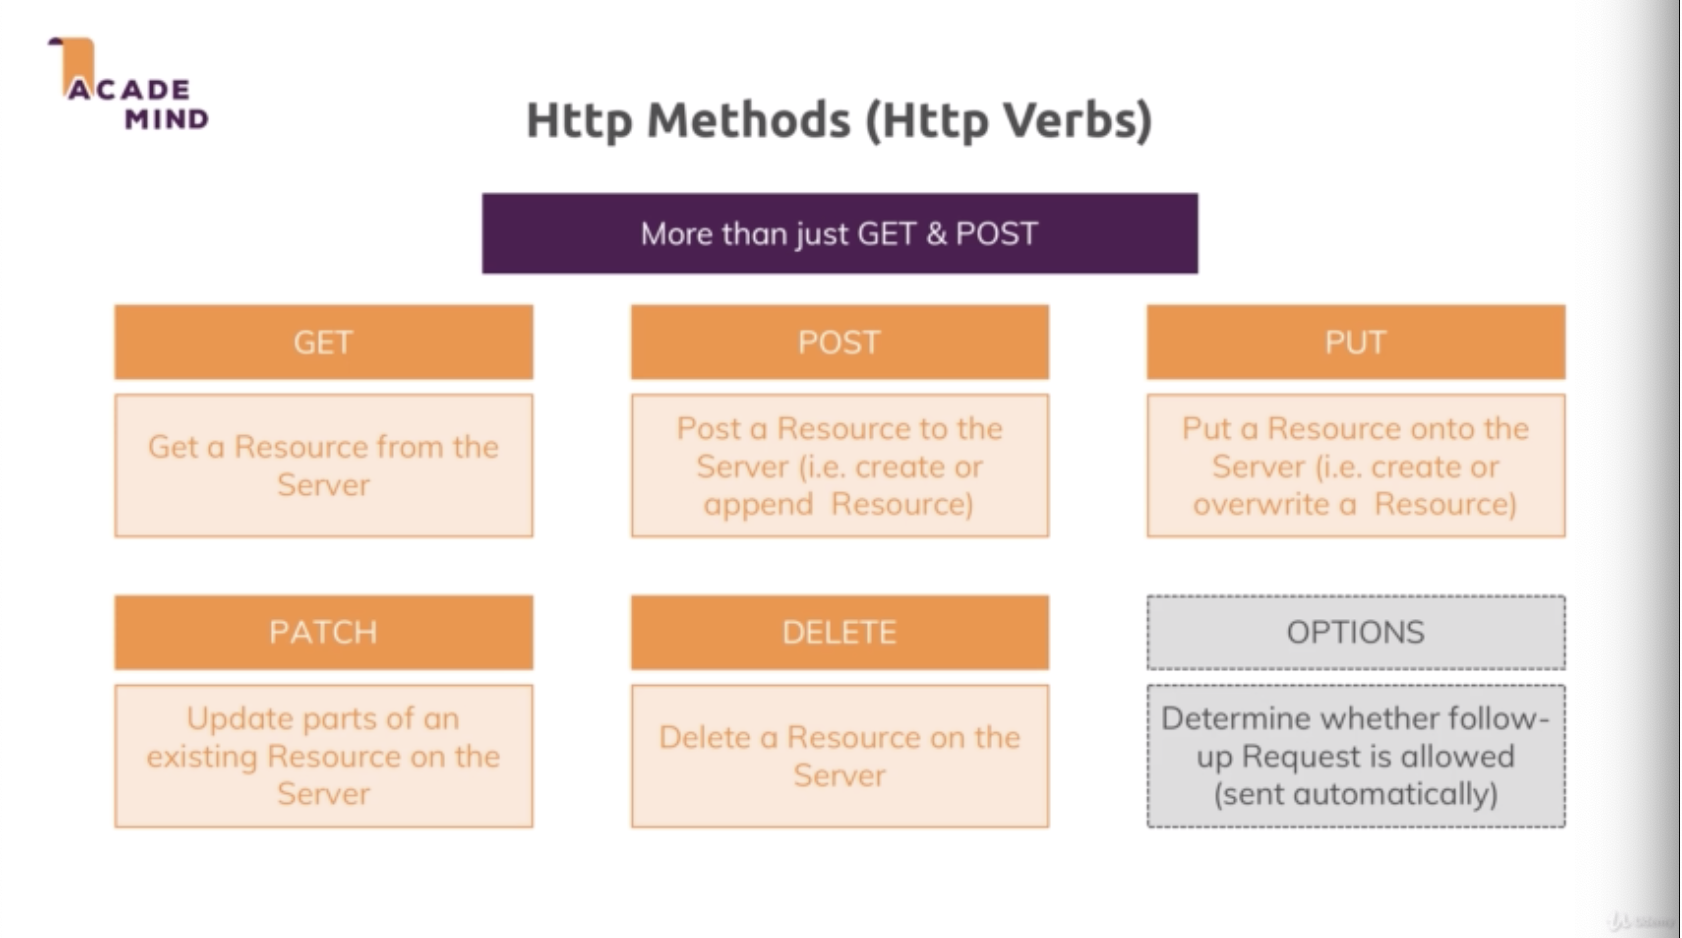 ACADE
MIND
Http Methods (Http Verbs)
More than just GET & POST
GET
Get a Resource from the
Server
POST
Post a Resource to the
Server (i.e. create or
append Resource)
PUT
Put a Resource onto the
Server (i.e. create or
overwrite a Resource)
PATCH
Update parts of an
existing Resource on the
Server
DELETE
Delete a Resource on the
Server
OPTIONS
Determine whether follow-
up Request is allowed
(sent automatically)
Udemy